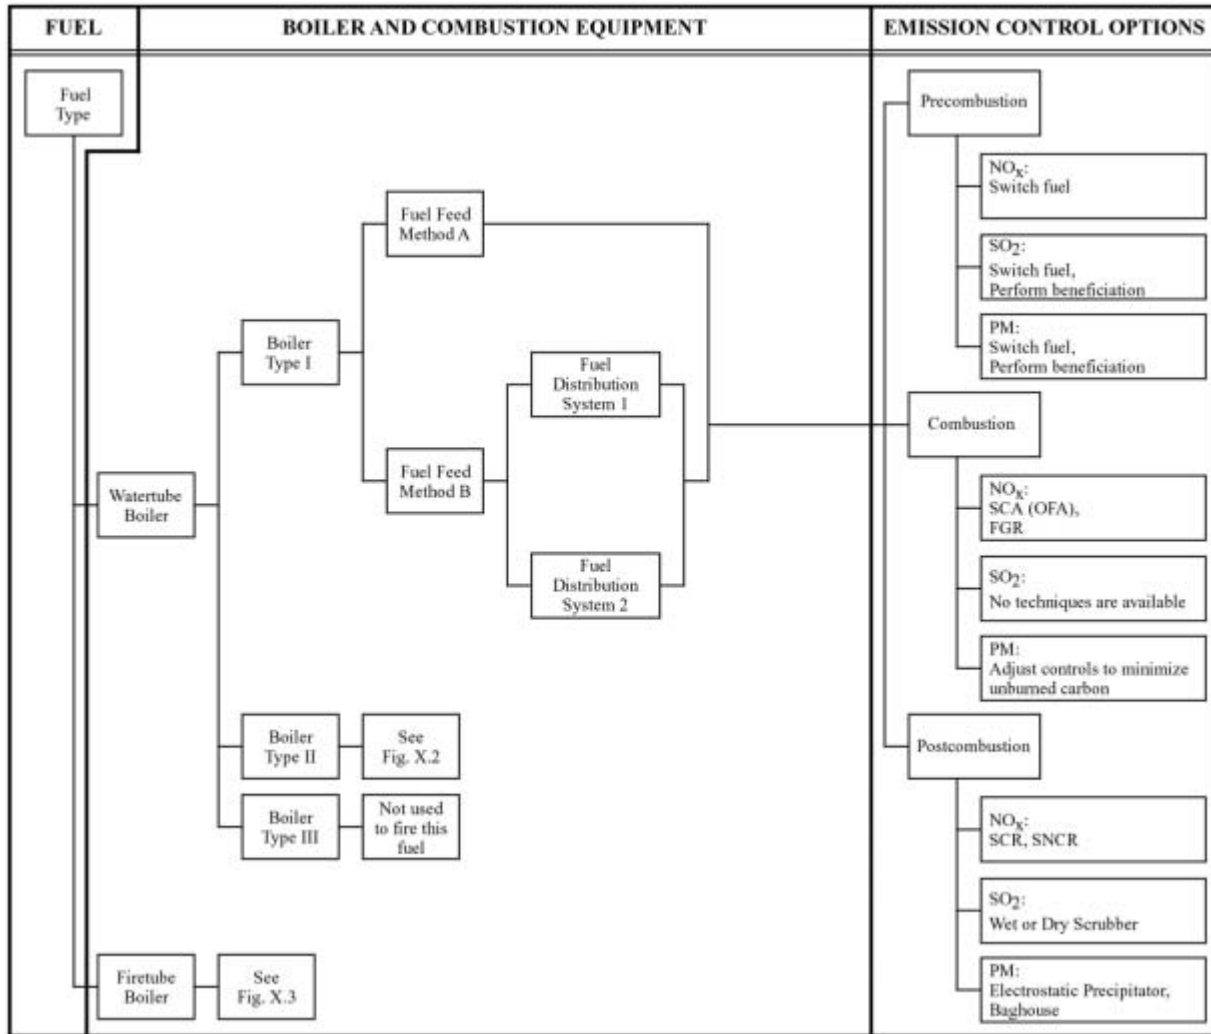 FUEL
BOILER AND COMBUSTION EQUIPMENT
EMISSION CONTROL OPTIONS
Fuel
Type
Watertube
Boiler
Firetube
Boiler
See
Fig. X.3
Boiler
Type I
Boiler
Type II
See
Fig. X.2
Boiler
Type III
Not used
to fire this
fuel
Fuel Feed
Method A
Fuel Feed
Method B
Fuel
Distribution
System 1
Fuel
Distribution
System 2
Precombustion
NOx:
Switch fuel
SO2:
Switch fuel,
Perform beneficiation
PM:
Switch fuel,
Perform beneficiation
Combustion
NOx:
SCA (OFA),
FGR
SO2:
No techniques are available
PM:
Adjust controls to minimize
unburned carbon
Postcombustion
NOx:
SCR, SNCR
SO2:
Wet or Dry Scrubber
PM:
Electrostatic Precipitator,
Baghouse